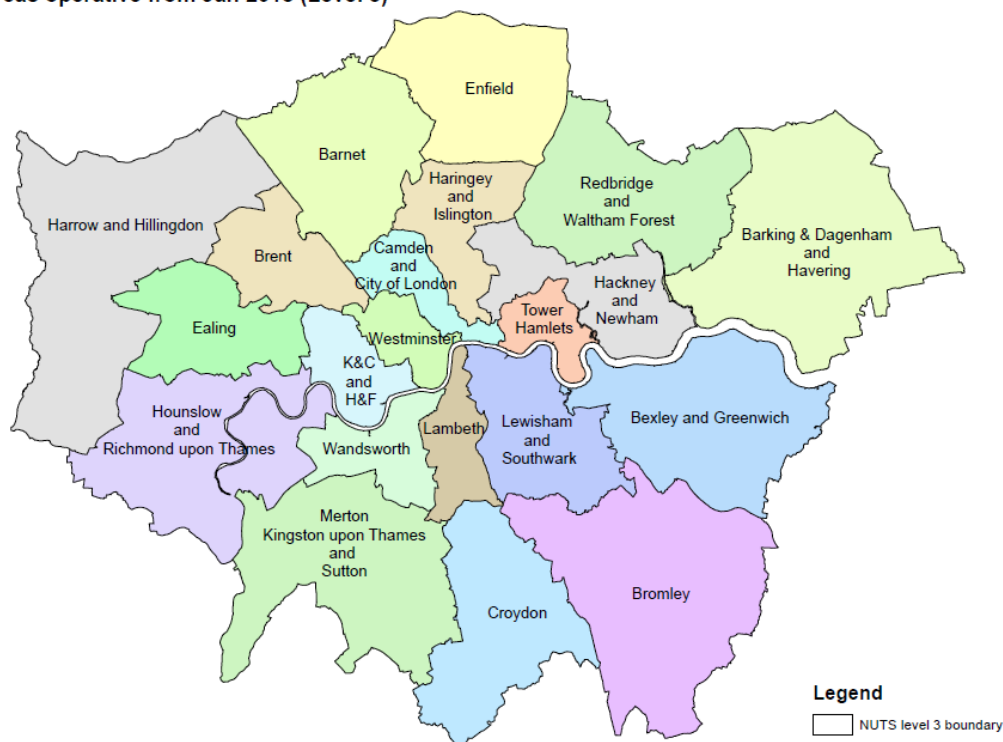 Enfield
Barnet
Haringey
and
Islington
Redbridge
and
Waltham Forest
Harrow and Hillingdon
Barking & Dagenham
and
Havering
Brent
Camden
and
City of London
Hackney
and
Newham
Tower
Hamlets
Ealing
Westminster
K&C
and
H&F
Hounslow
and
Richmond upon Thames
Wandsworth
Lambeth
Lewisham
and
Southwark
Bexley and Greenwich
Merton
Kingston upon Thames
and
Sutton
Croydon
Bromley
Legend
NUTS level 3 boundary